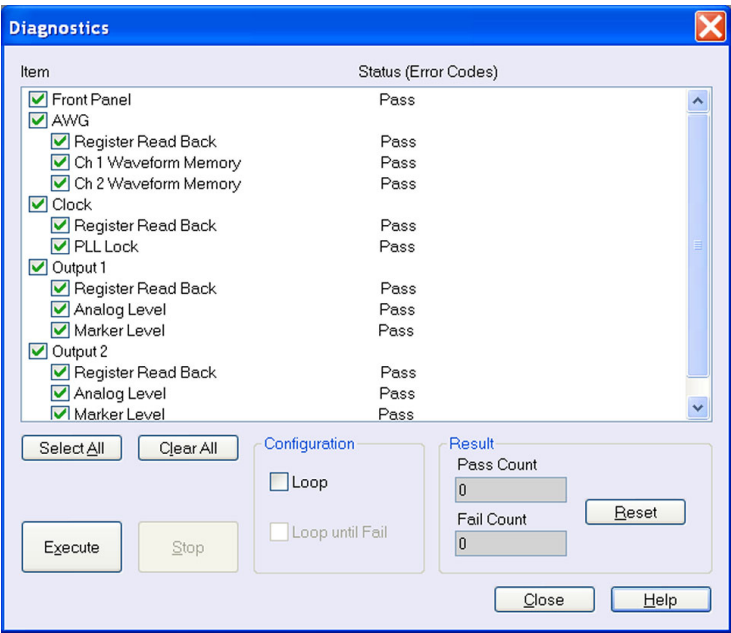 Diagnostics
Item Status (Error Codes)
Front Panel Pass
AWG
Register Read Back Pass
Ch 1 Waveform Memory Pass
Ch 2 Waveform Memory Pass
Clock
Register Read Back Pass
PLL Lock Pass
Output 1
Register Read Back Pass
Analog Level Pass
Marker Level Pass
Output 2
Register Read Back Pass
Analog Level Pass
Marker Level Pass
Select All Clear All Configuration Result
Pass Count
Loop
0
Reset
Fail Count
Execute Stop Loop until Fail
0
Close Help